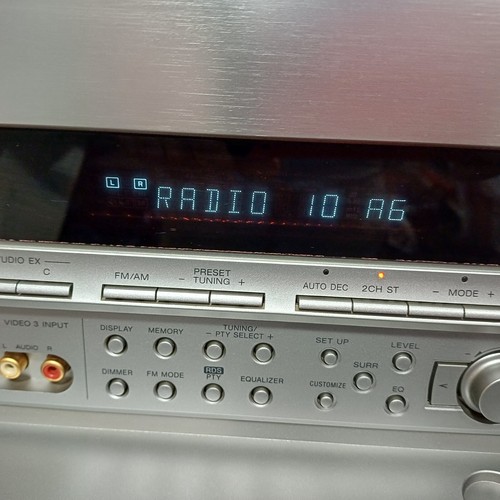 L R RADIO 10 A6
UDIO EX
C
FM/AM
PRESET
– TUNING +
AUTO DEC
2CH ST
– MODE +
VIDEO 3 INPUT
L AUDIO R
DISPLAY
MEMORY
TUNING/
– PTY SELECT +
SET UP
LEVEL
SURR
DIMMER
FM MODE
RDS
PTY
EQUALIZER
CUSTOMIZE
EQ